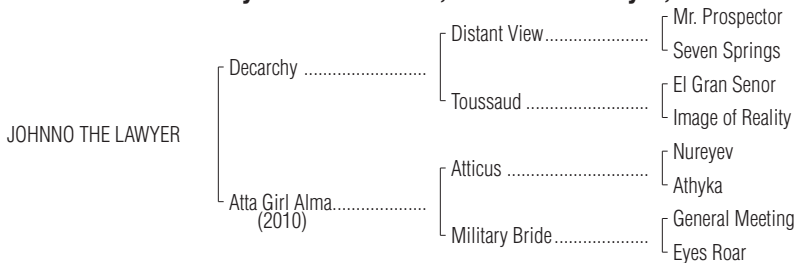 Mr. Prospector
Distant View.....................
Seven Springs
Decarchy ..........................
El Gran Senor
Toussaud .........................
Image of Reality
JOHNNO THE LAWYER
Nureyev
Atticus ..............................
Athyka
Atta Girl Alma....................
(2010)
General Meeting
Military Bride....................
Eyes Roar